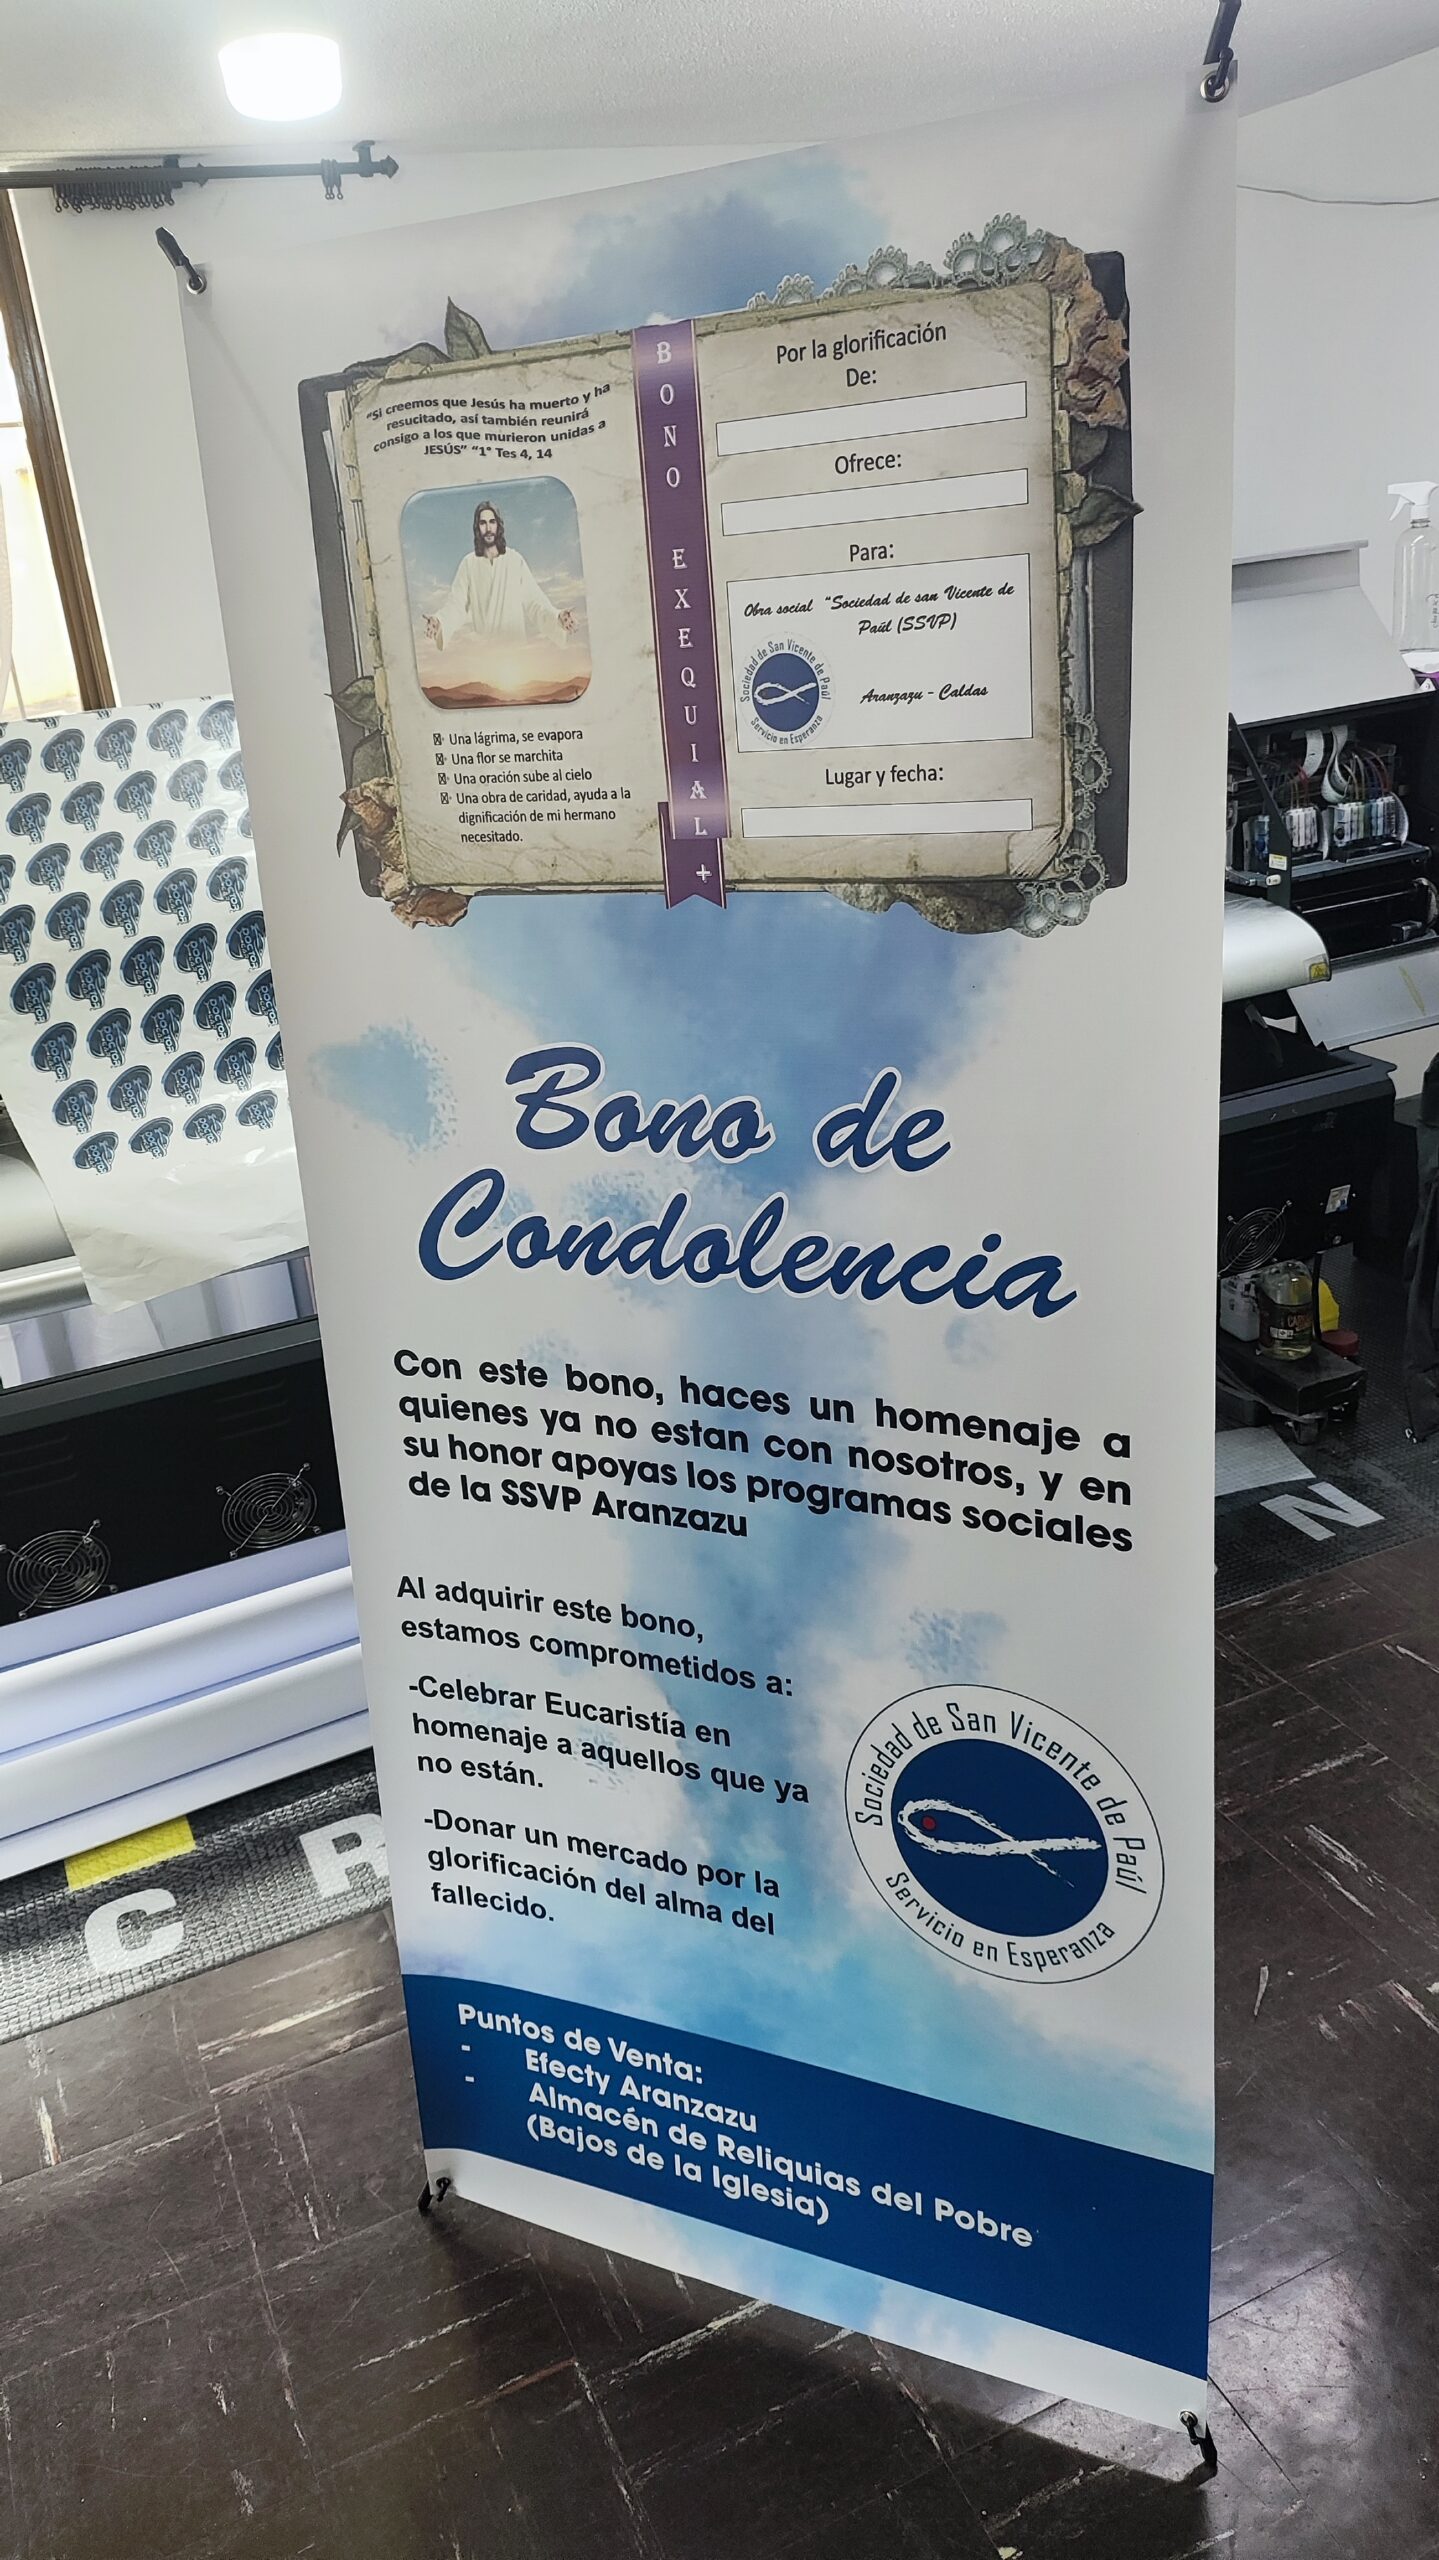 “Si creemos que Jesús ha muerto y ha
resucitado, así también reunirá
consigo a los que murieron unidas a
JESÚS” “1° Tes 4, 14
Una lágrima, se evapora
Una flor se marchita
Una oración sube al cielo
Una obra de caridad, ayuda a la
dignificación de mi hermano
necesitado.
BONO EXEQUIAL +
Por la glorificación
De:
Ofrece:
Para:
Obra social “Sociedad de san Vicente de
Paúl (SSVP)
Sociedad de San Vicente de Paúl
Servicio en Esperanza
Aranzazu - Caldas
Lugar y fecha:
Bono de
Condolencia
Con este bono, haces un homenaje a
quienes ya no estan con nosotros, y en
su honor apoyas los programas sociales
de la SSVP Aranzazu
Al adquirir este bono,
estamos comprometidos a:
-Celebrar Eucaristía en
homenaje a aquellos que ya
no están.
-Donar un mercado por la
glorificación del alma del
fallecido.
Sociedad de San Vicente de Paúl
Servicio en Esperanza
Puntos de Venta:
- Efecty Aranzazu
- Almacén de Reliquias del Pobre
(Bajos de la Iglesia)
C R
N